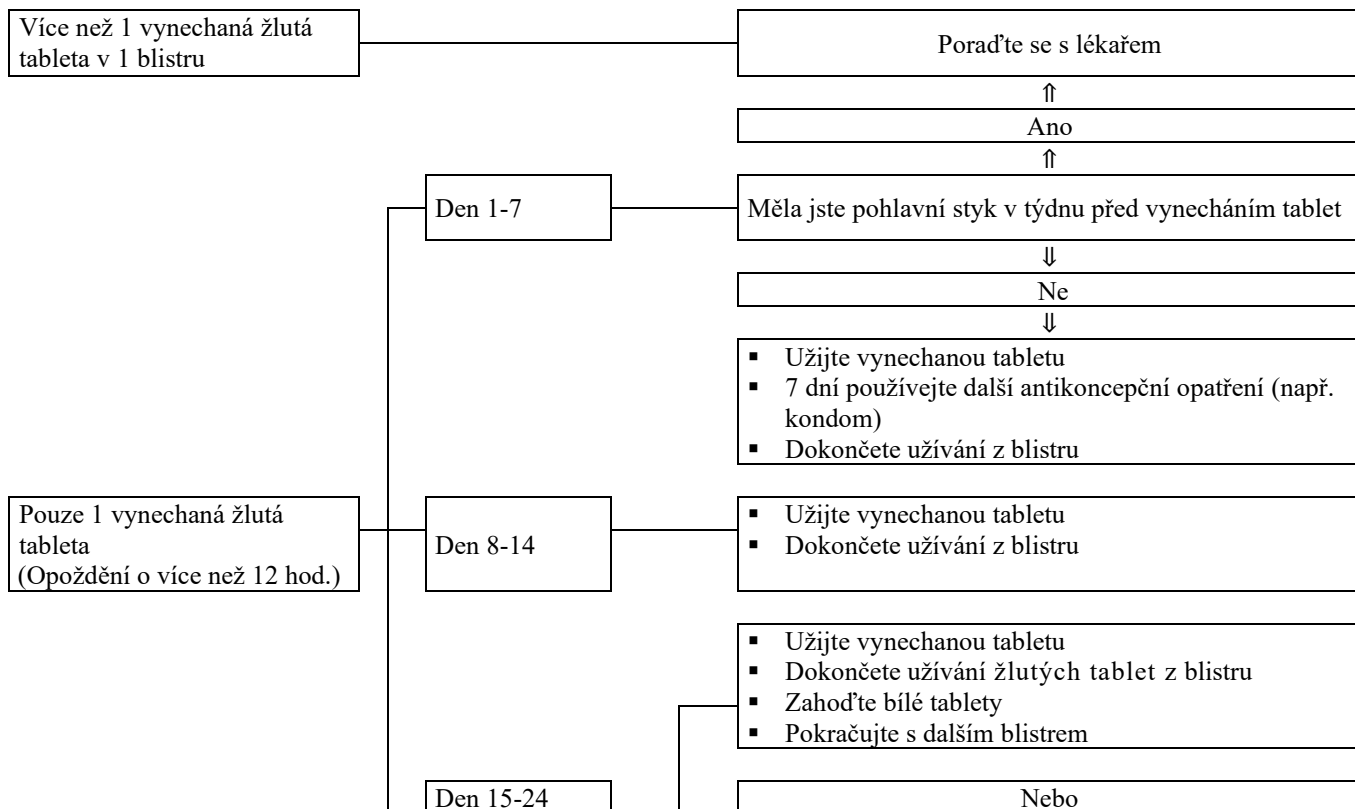 Více než 1 vynechaná žlutá
tableta v 1 blistru
Poraďte se s lékařem
⇑
Ano
⇑
Den 1-7
Měla jste pohlavní styk v týdnu před vynecháním tablet
⇓
Ne
⇓
▪ Užijte vynechanou tabletu
▪ 7 dní používejte další antikoncepční opatření (např.
kondom)
▪ Dokončete užívání z blistru
Pouze 1 vynechaná žlutá
tableta
(Opoždění o více než 12 hod.)
Den 8-14
▪ Užijte vynechanou tabletu
▪ Dokončete užívání z blistru
▪ Užijte vynechanou tabletu
▪ Dokončete užívání žlutých tablet z blistru
▪ Zahoďte bílé tablety
▪ Pokračujte s dalším blistrem
Den 15-24
Nebo